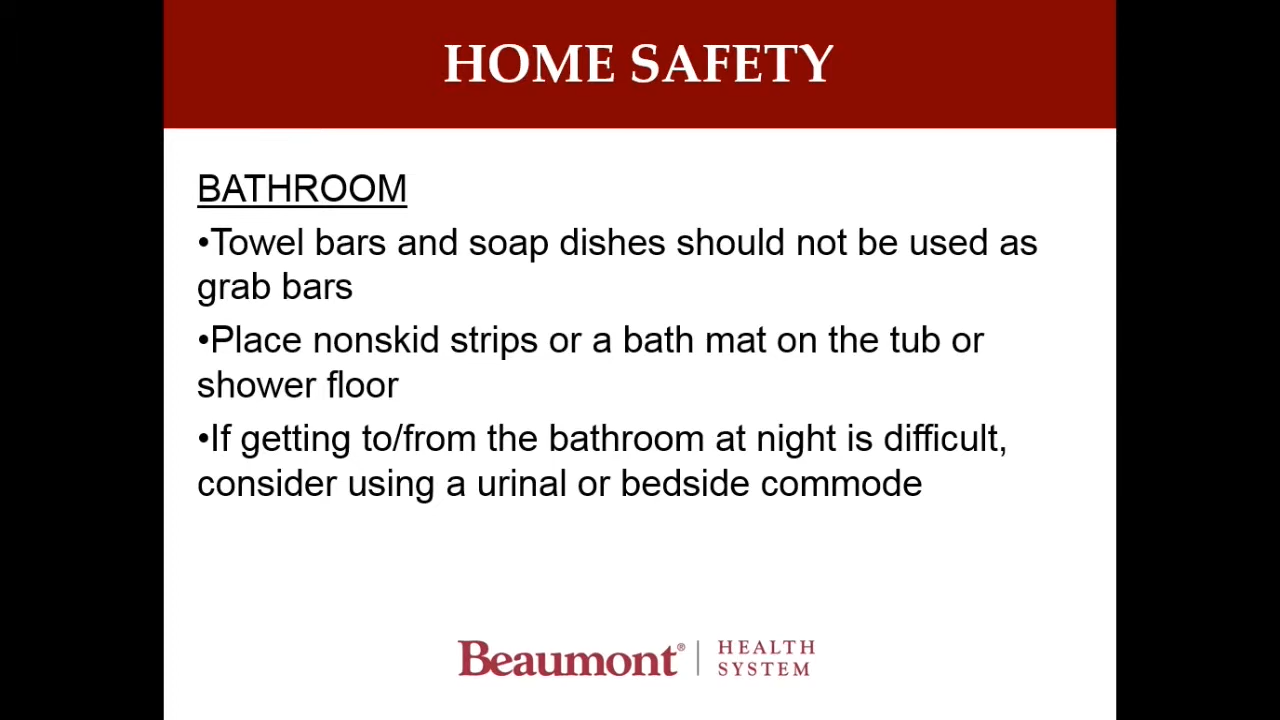 HOME SAFETY
BATHROOM
•Towel bars and soap dishes should not be used as
grab bars
•Place nonskid strips or a bath mat on the tub or
shower floor
•If getting to/from the bathroom at night is difficult,
consider using a urinal or bedside commode
Beaumont® | HEALTH
SYSTEM